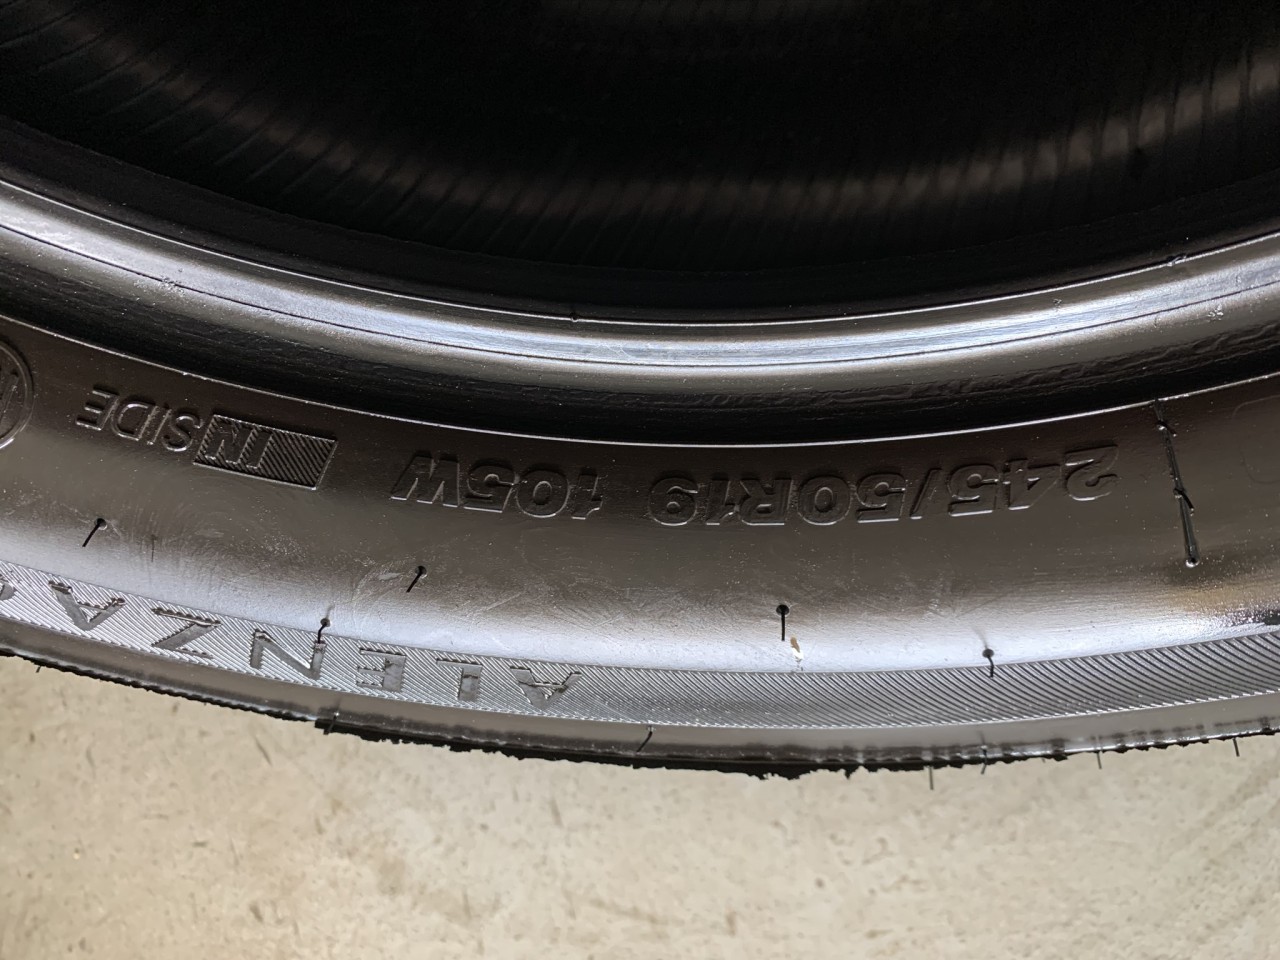 245/50R19 105W
INSIDE
ALENZA